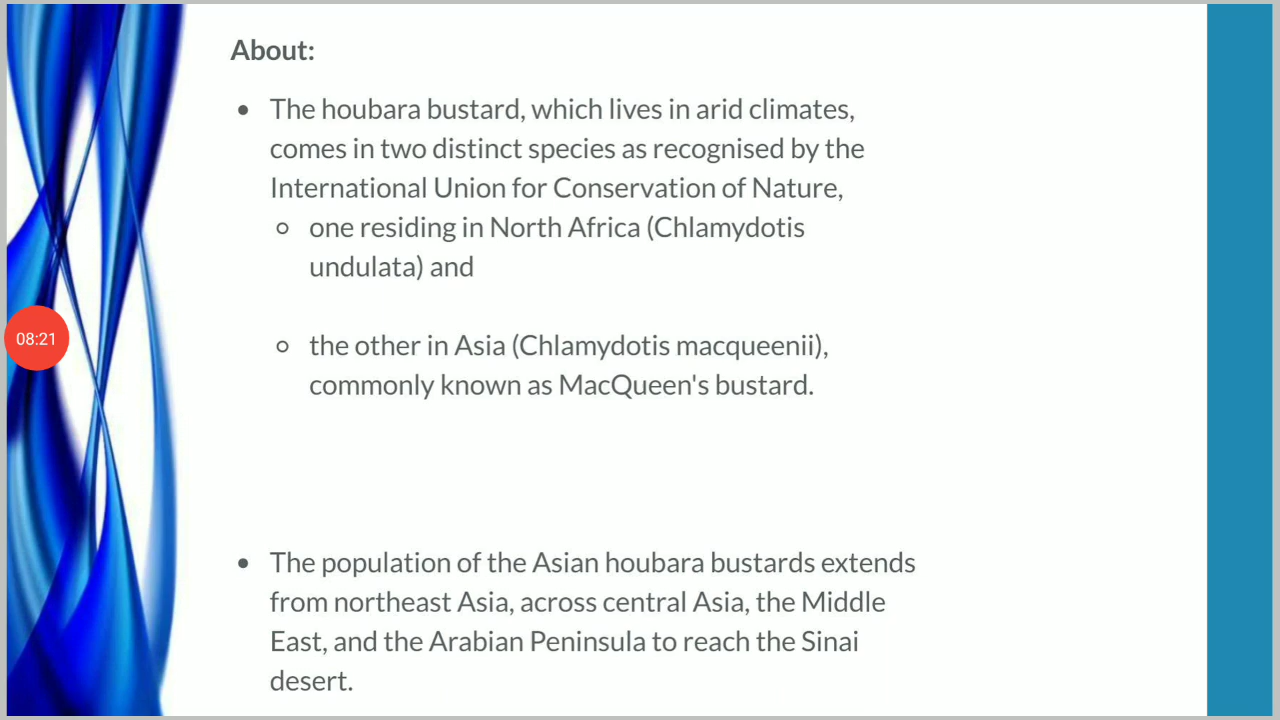 About:
• The houbara bustard, which lives in arid climates,
comes in two distinct species as recognised by the
International Union for Conservation of Nature,
○ one residing in North Africa (Chlamydotis
undulata) and
08:21
○ the other in Asia (Chlamydotis macqueenii),
commonly known as MacQueen's bustard.
• The population of the Asian houbara bustards extends
from northeast Asia, across central Asia, the Middle
East, and the Arabian Peninsula to reach the Sinai
desert.